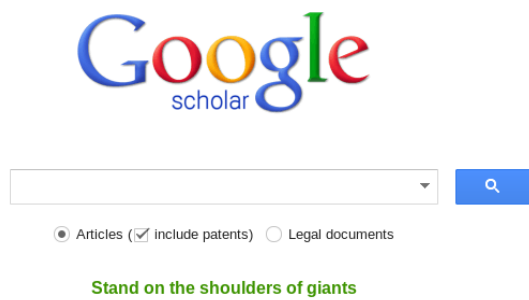 Google
scholar
Articles (include patents) Legal documents
Stand on the shoulders of giants